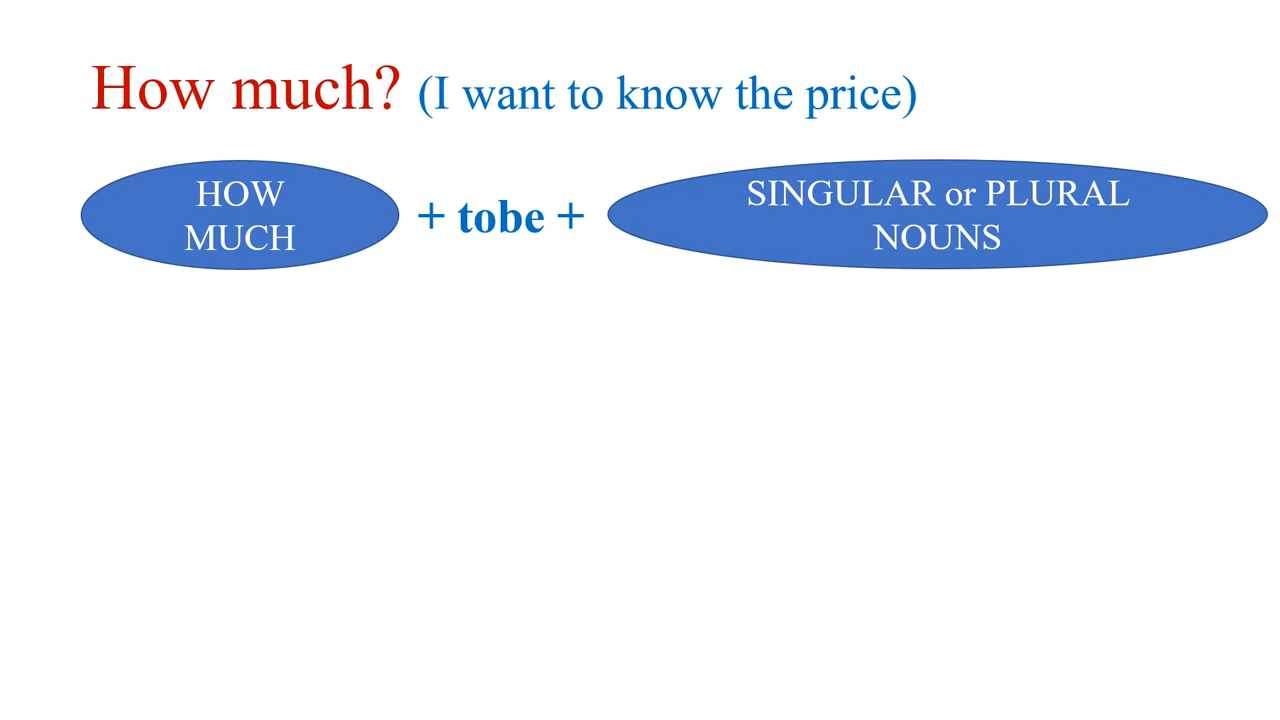 How much? (I want to know the price)
HOW
MUCH
+ tobe +
SINGULAR or PLURAL
NOUNS